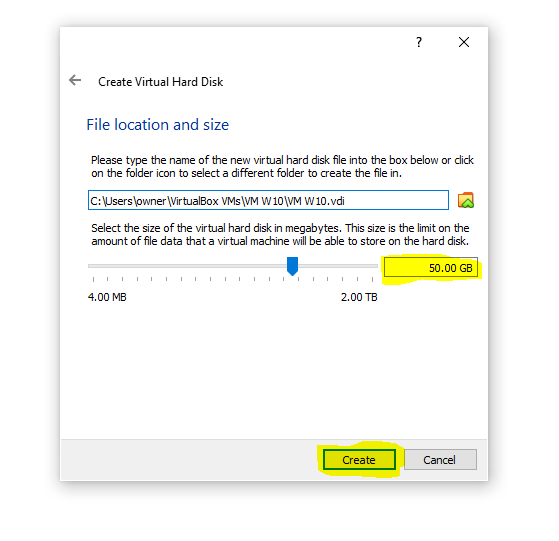 ?
Create Virtual Hard Disk
File location and size
Please type the name of the new virtual hard disk file into the box below or click
on the folder icon to select a different folder to create the file in.
C:\Users\owner\VirtualBox VMs\VM W10\VM W10.vdi
Select the size of the virtual hard disk in megabytes. This size is the limit on the
amount of file data that a virtual machine will be able to store on the hard disk.
50.00 GB
4.00 MB 2.00 TB
Create Cancel